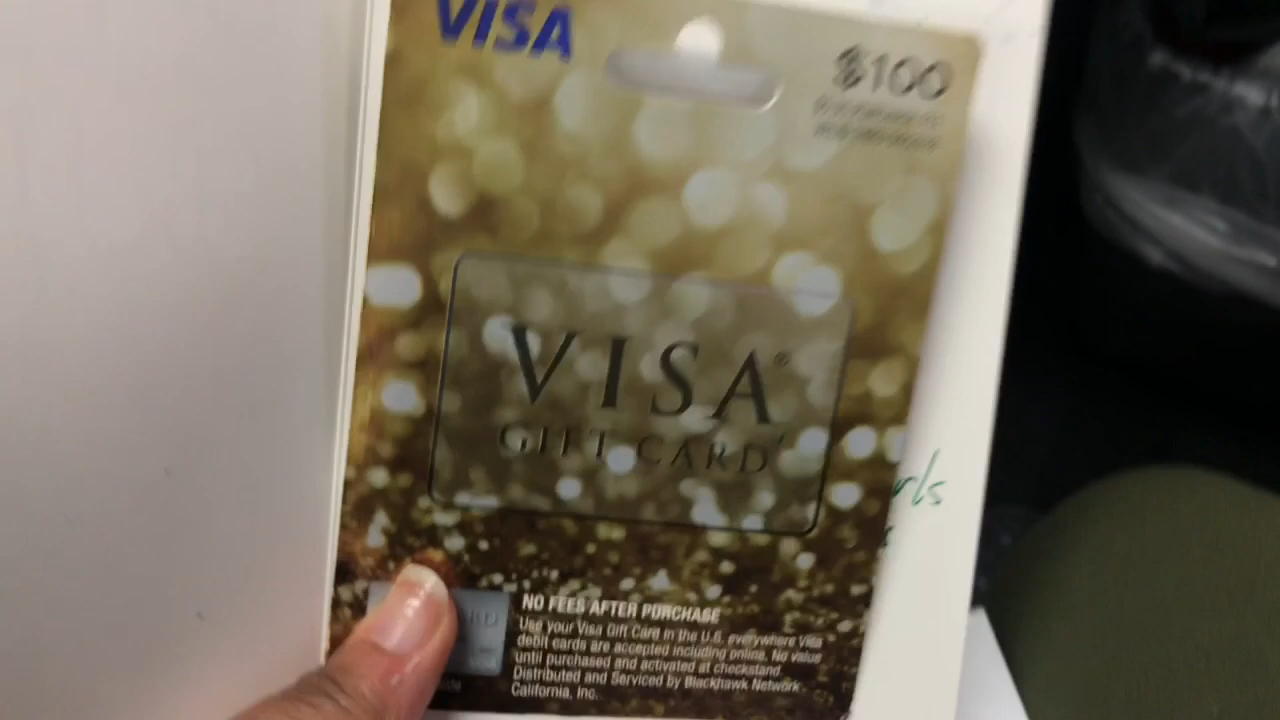 VISA
$100
VISA®
GIFT CARD
rls
NO FEES AFTER PURCHASE
Use your Visa Gift Card in the U.S. everywhere Visa
debit cards are accepted including online. No value
until purchased and activated at checkstand.
Distributed and Serviced by Blackhawk Network
California, Inc.